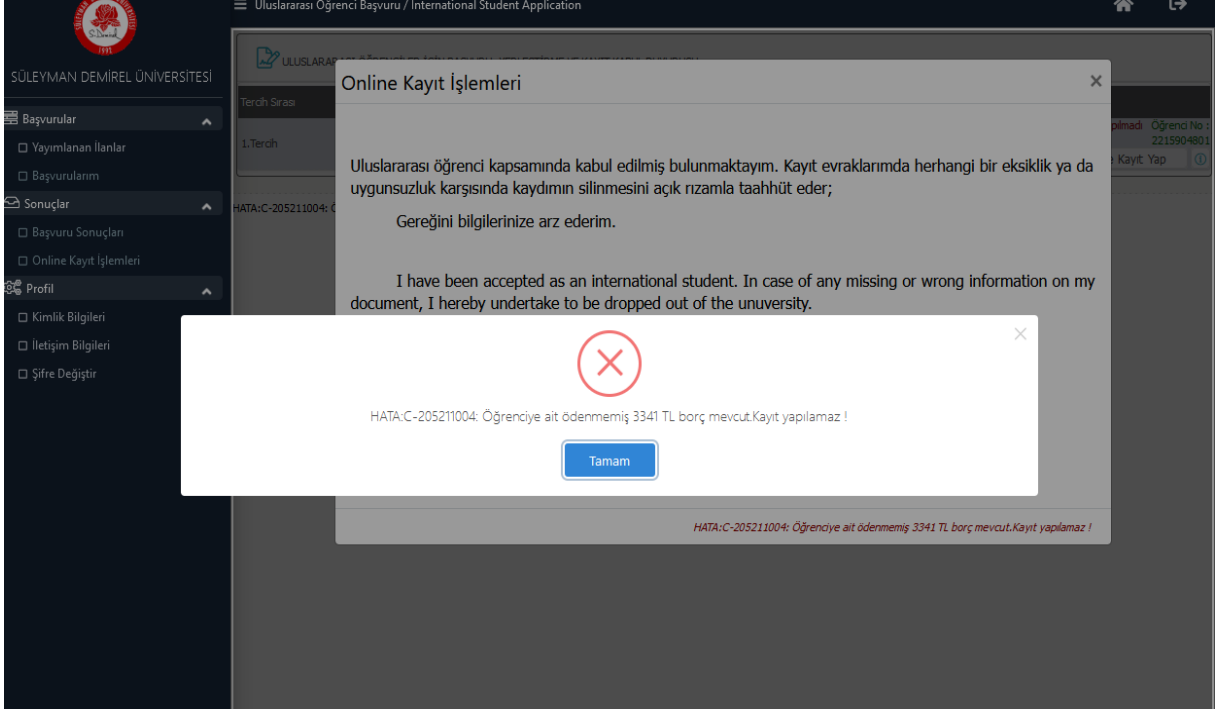 S.Demirel
1992
SÜLEYMAN DEMİREL ÜNİVERSİTESİ
Başvurular
Yayımlanan İlanlar
Başvurularım
Sonuçlar
Başvuru Sonuçları
Online Kayıt İşlemleri
Profil
Kimlik Bilgileri
İletişim Bilgileri
Şifre Değiştir
Uluslararası Öğrenci Başvuru / International Student Application
Tercih Sırası
1.Tercih
Öğrenci No :
2215904801
Kayıt Yap
HATA:C-205211004:
Online Kayıt İşlemleri
Uluslararası öğrenci kapsamında kabul edilmiş bulunmaktayım. Kayıt evraklarımda herhangi bir eksiklik ya da
uygunsuzluk karşısında kaydımın silinmesini açık rızamla taahhüt eder;
Gereğini bilgilerinize arz ederim.
I have been accepted as an international student. In case of any missing or wrong information on my
document, I hereby undertake to be dropped out of the unuversity.
HATA:C-205211004: Öğrenciye ait ödenmemiş 3341 TL borç mevcut.Kayıt yapılamaz !
Tamam
HATA:C-205211004: Öğrenciye ait ödenmemiş 3341 TL borç mevcut.Kayıt yapılamaz !